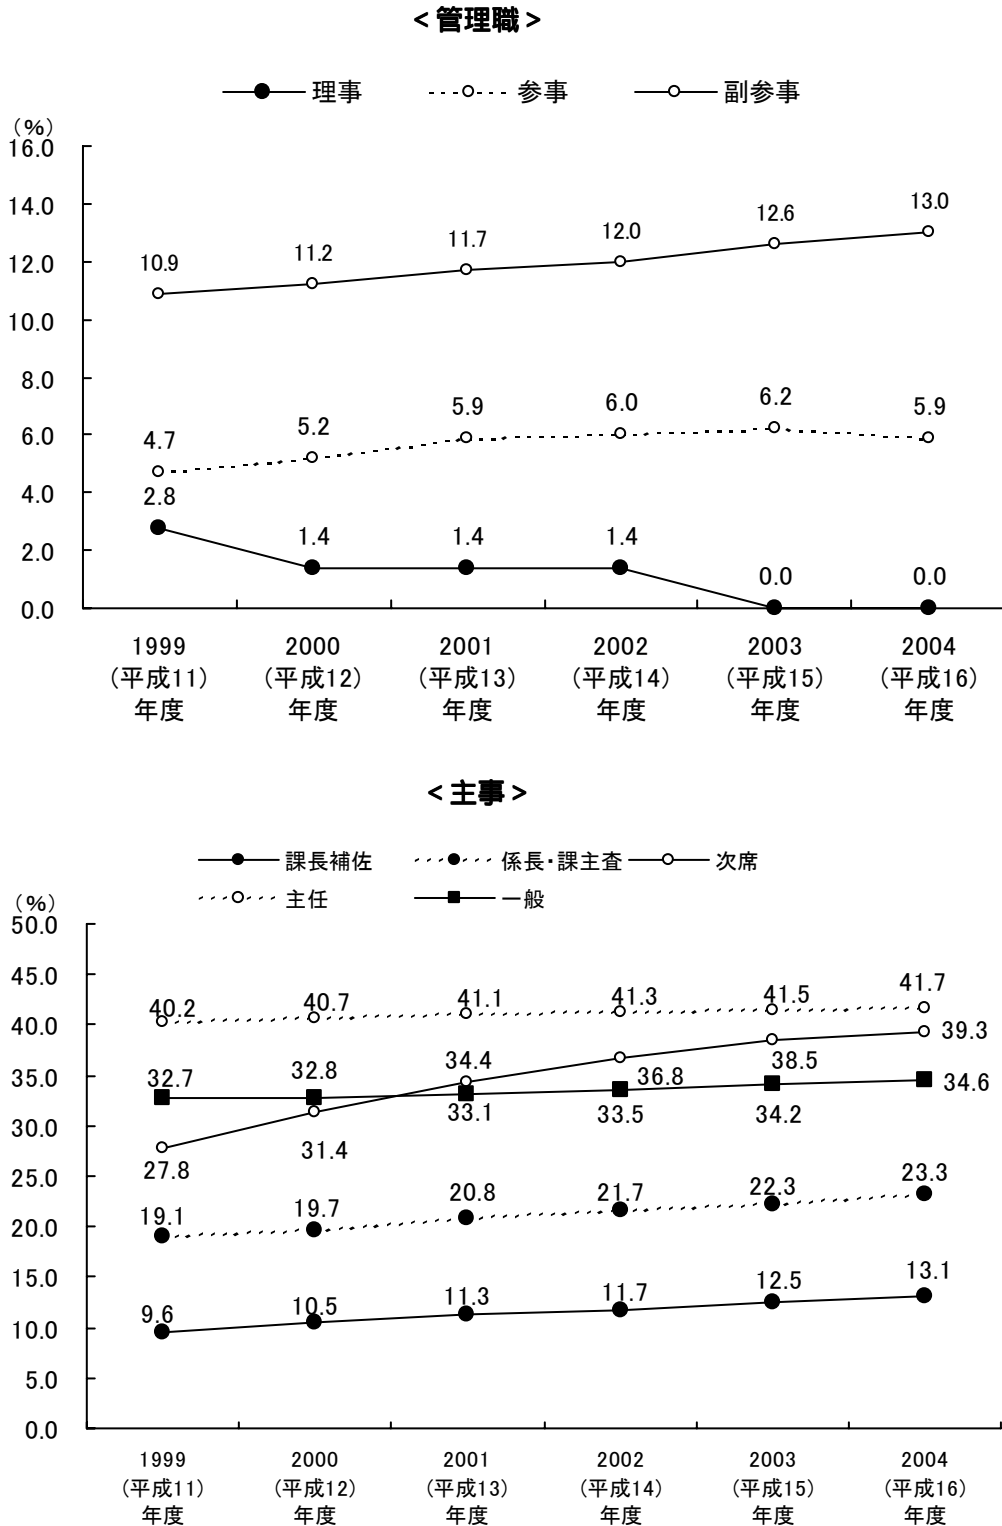 ＜管理職＞
理事 参事 副参事
（%）
16.0
14.0
12.0
10.0
8.0
6.0
4.0
2.0
0.0
10.9 11.2 11.7 12.0 12.6 13.0
4.7 5.2 5.9 6.0 6.2 5.9
2.8 1.4 1.4 1.4 0.0 0.0
1999 2000 2001 2002 2003 2004
（平成11） （平成12） （平成13） （平成14） （平成15） （平成16）
年度 年度 年度 年度 年度 年度
＜主事＞
課長補佐 係長・課主査 次席
主任 一般
（%）
50.0
45.0
40.0
35.0
30.0
25.0
20.0
15.0
10.0
5.0
0.0
40.2 40.7 41.1 41.3 41.5 41.7
27.8 31.4 34.4 36.8 38.5 39.3
32.7 32.8 33.1 33.5 34.2 34.6
19.1 19.7 20.8 21.7 22.3 23.3
9.6 10.5 11.3 11.7 12.5 13.1
1999 2000 2001 2002 2003 2004
（平成11） （平成12） （平成13） （平成14） （平成15） （平成16）
年度 年度 年度 年度 年度 年度